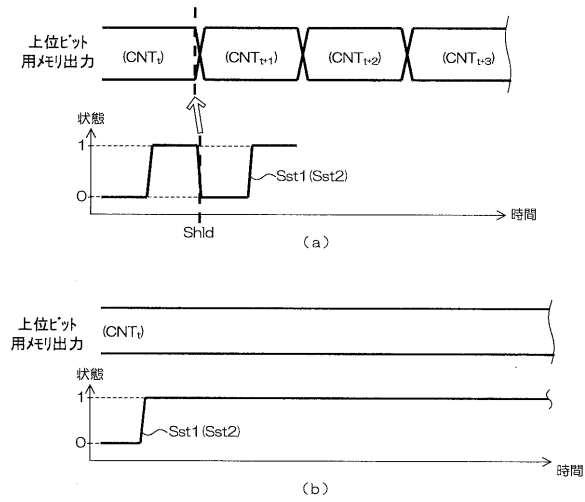 上位ビット
用メモリ出力
(CNTt)
(CNTt+1)
(CNTt+2)
(CNTt+3)
状態
1
0
Sst1(Sst2)
時間
Shld
(a)
上位ビット
用メモリ出力
(CNTt)
状態
1
0
Sst1(Sst2)
時間
(b)